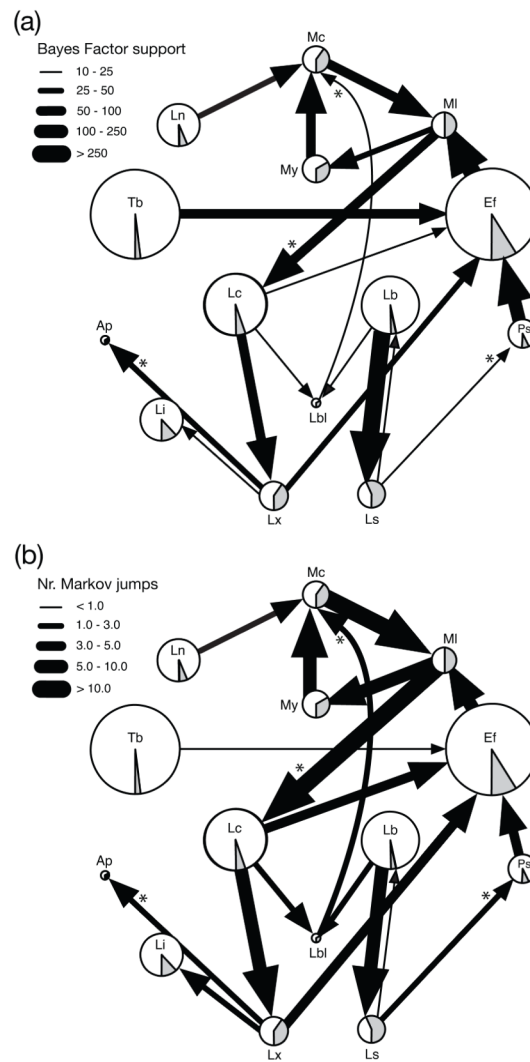 (a)
Bayes Factor support
10 - 25
25 - 50
50 - 100
100 - 250
> 250
Mc
*
Ln
Ml
My
Tb
Ef
*
Lc
Lb
Ap
*
Ps
*
Li
Lbl
Lx
Ls
(b)
Nr. Markov jumps
< 1.0
1.0 - 3.0
3.0 - 5.0
5.0 - 10.0
> 10.0
Mc
*
Ln
Ml
My
Tb
Ef
*
Lc
Lb
Ap
*
Ps
*
Li
Lbl
Lx
Ls